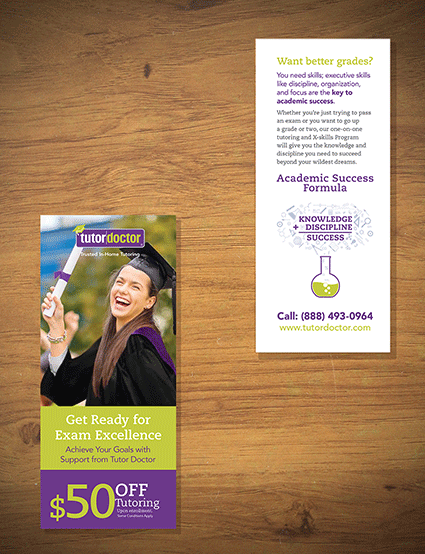 Want better grades?
You need skills; executive skills
like discipline, organization,
and focus are the key to
academic success.
Whether you're just trying to pass
an exam or you want to go up
a grade or two, our one-on-one
tutoring and X-skills Program
will give you the knowledge and
discipline you need to succeed
beyond your wildest dreams.
Academic Success
Formula
KNOWLEDGE
+ DISCIPLINE
SUCCESS
Call: (888) 493-0964
www.tutordoctor.com
tutor doctor
Trusted In-Home Tutoring
Get Ready for
Exam Excellence
Achieve Your Goals with
Support from Tutor Doctor
$50 OFF
Tutoring
Upon enrollment.
Some Conditions Apply.